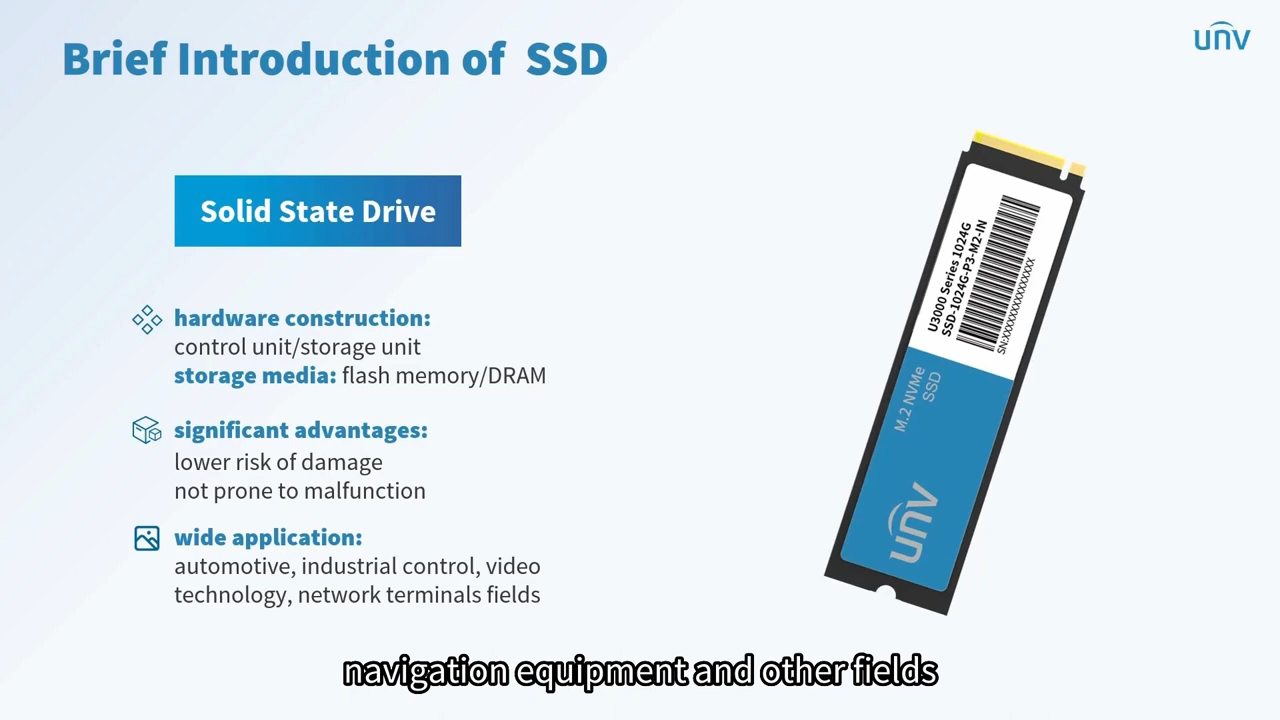 Brief Introduction of SSD
unv
Solid State Drive
hardware construction:
control unit/storage unit
storage media: flash memory/DRAM
significant advantages:
lower risk of damage
not prone to malfunction
wide application:
automotive, industrial control, video
technology, network terminals fields
U3000 Series 1024G
SSD-1024G-P3-M2-IN
SN:XXXXXXXXXXXXXXXXX
M.2 NVMe
SSD
unv
navigation equipment and other fields